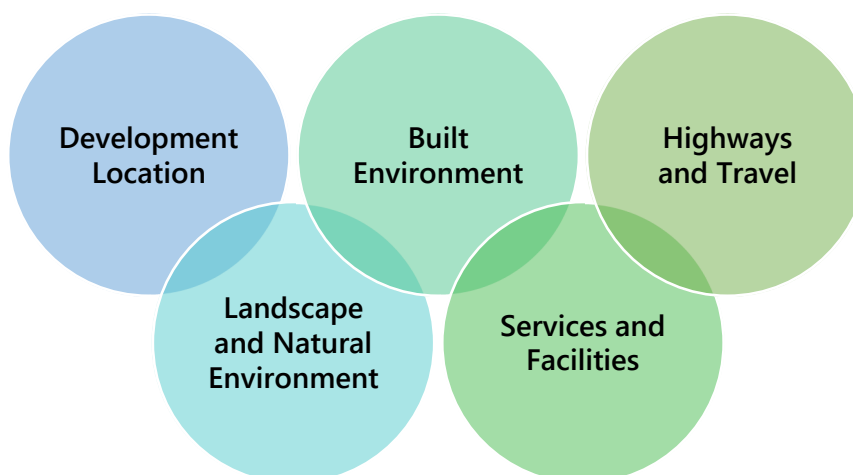 Development
Location
Built
Environment
Highways
and Travel
Landscape
and Natural
Environment
Services and
Facilities